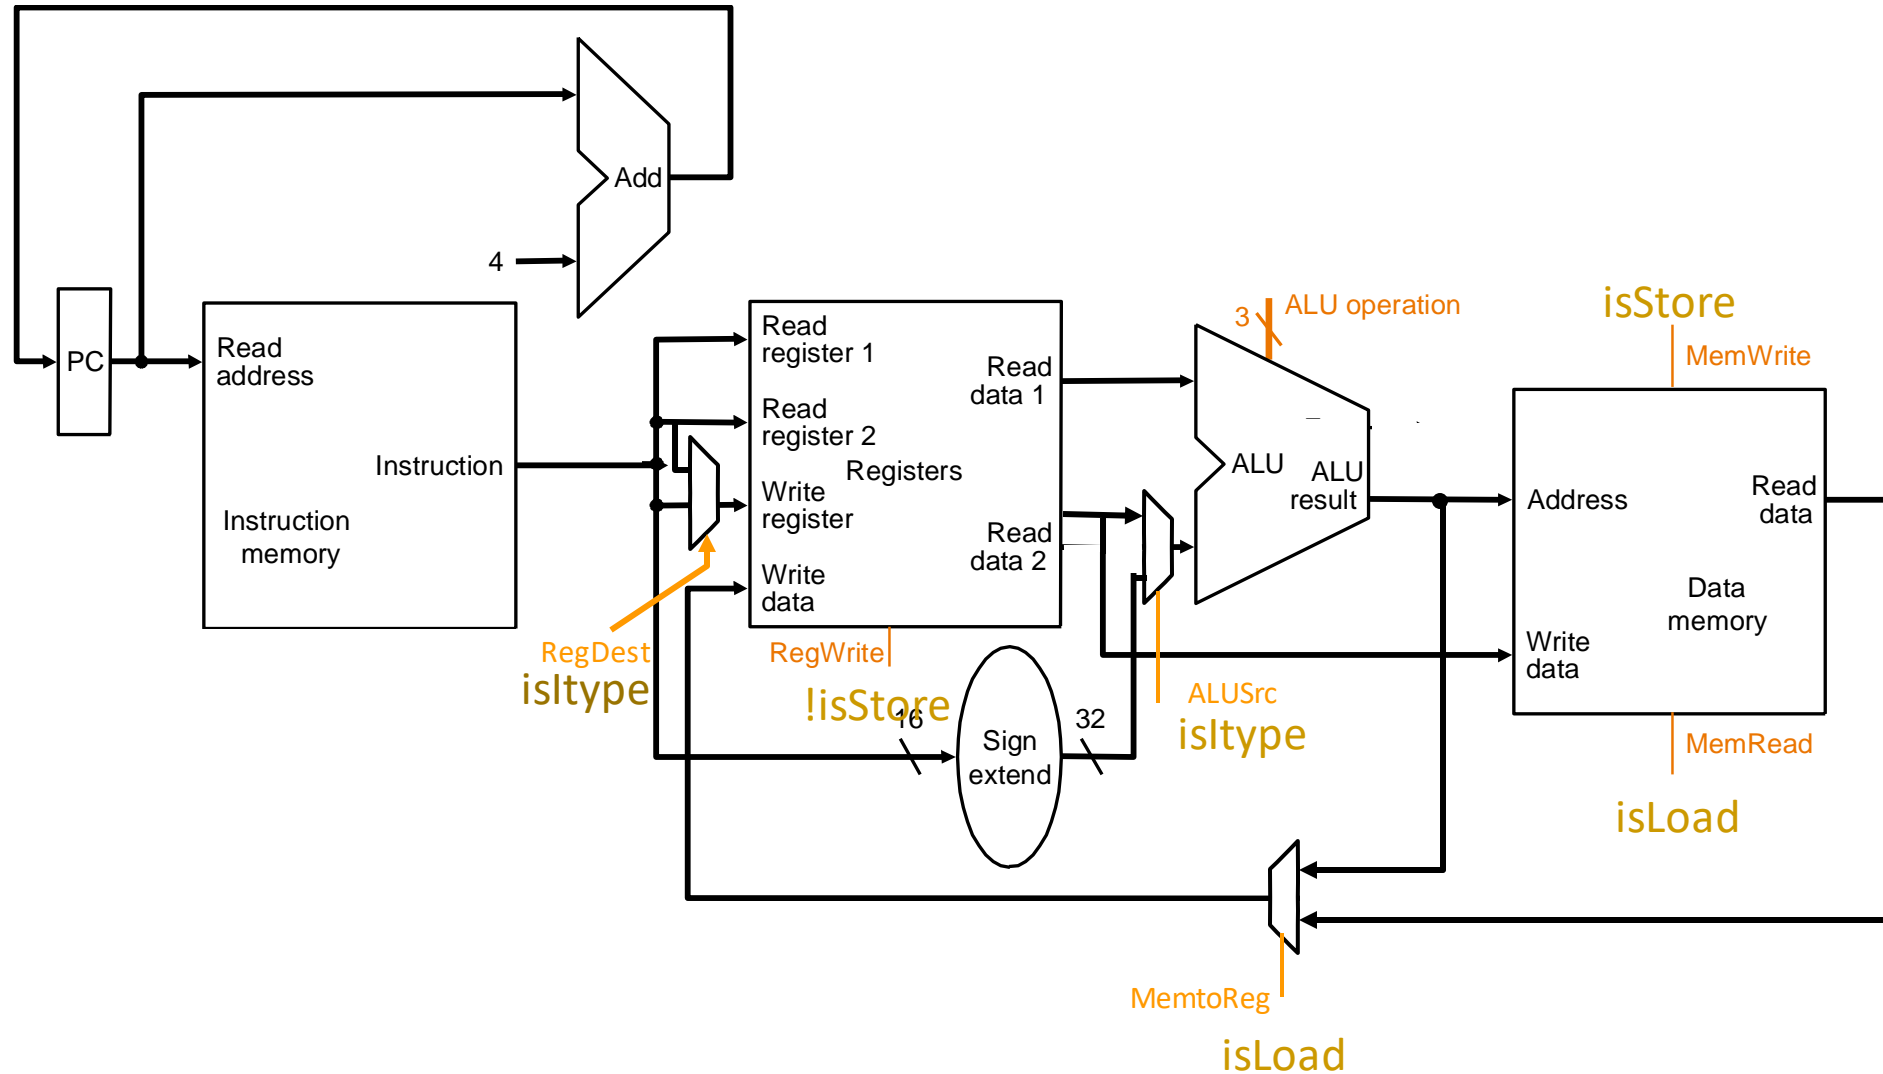 Add
4
PC
Read
address
Instruction
Instruction
memory
Read
register 1
Read
register 2
Registers
Write
register
Write
data
Read
data 1
Read
data 2
RegDest
isItype
RegWrite
!isStore
16
Sign
extend
32
ALUSrc
isItype
3
ALU operation
ALU
ALU
result
isStore
MemWrite
Address
Read
data
Data
memory
Write
data
MemRead
isLoad
MemtoReg
isLoad